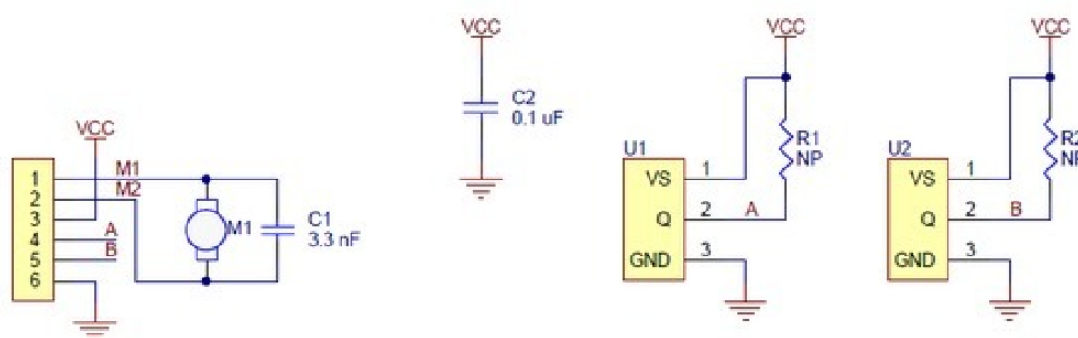 VCC
1
2
3
4
5
6
M1
M2
A
B
M1
C1
3.3 nF
VCC
C2
0.1 uF
VCC
R1
NP
U1
VS
Q
GND
1
2
3
A
VCC
R2
NP
U2
VS
Q
GND
1
2
3
B